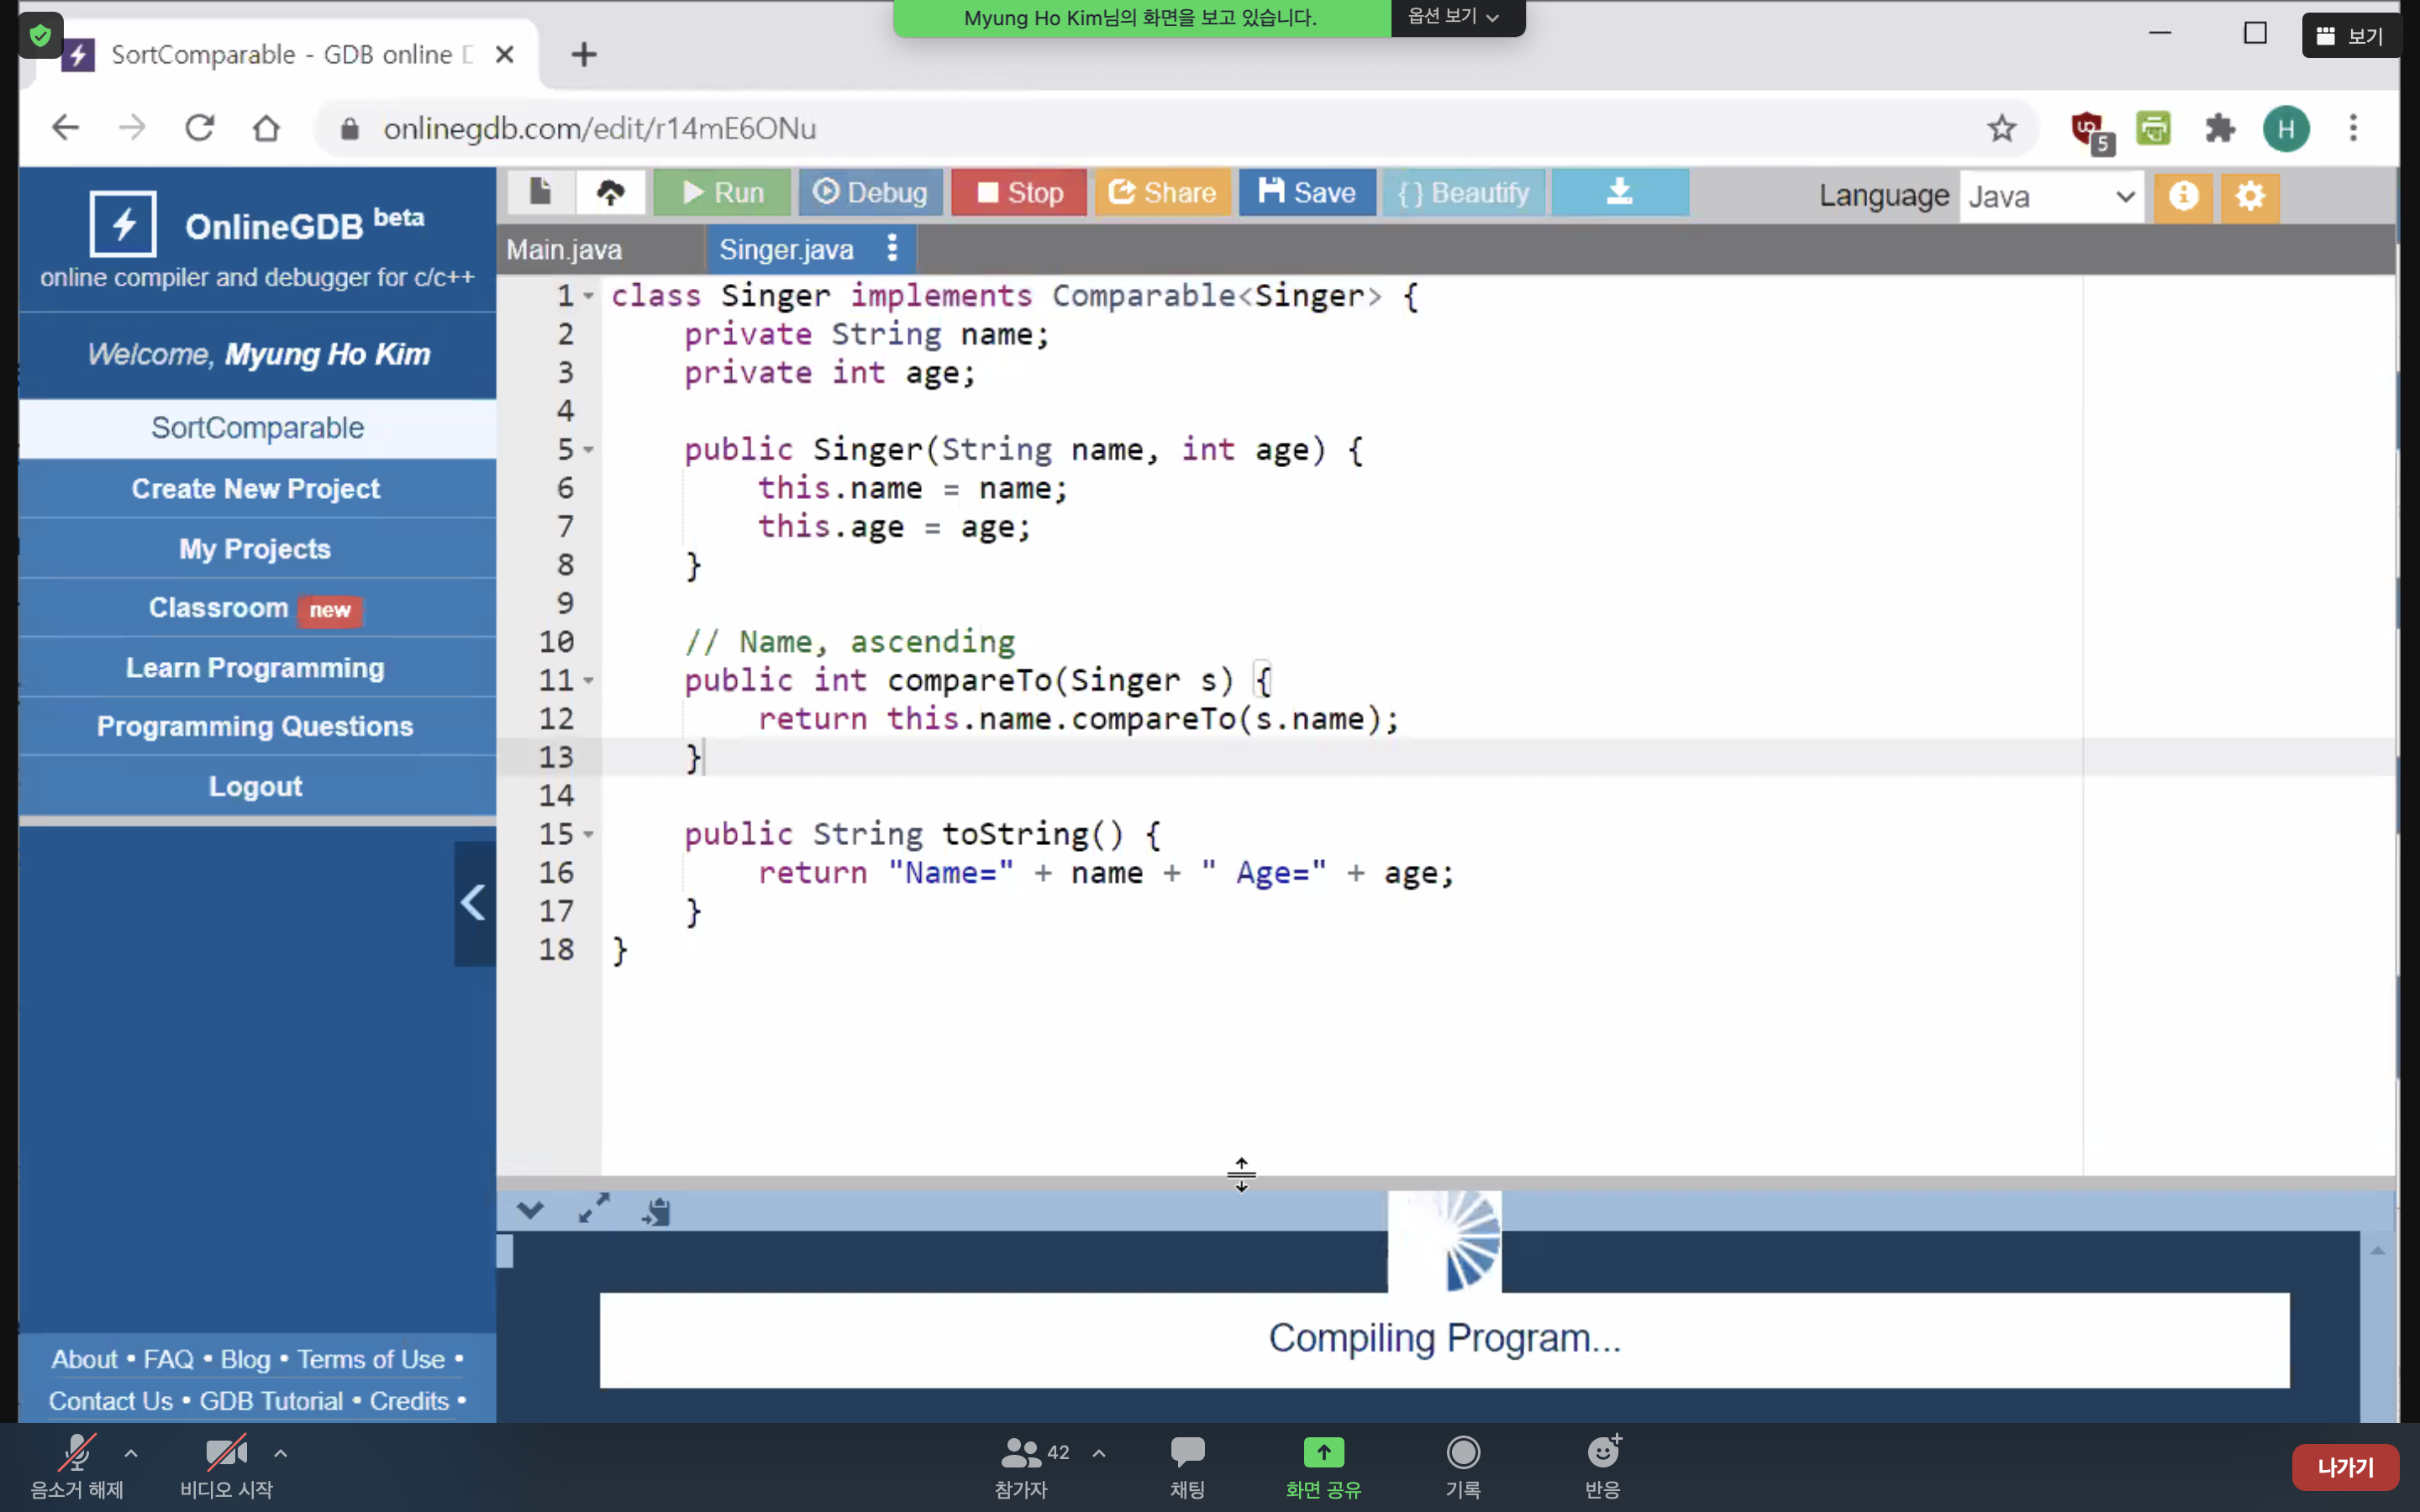 Myung Ho Kim님의 화면을 보고 있습니다.
옵션 보기
보기
SortComparable - GDB online
onlinegdb.com/edit/r14mE6ONu
5
H
OnlineGDB beta
online compiler and debugger for c/c++
Welcome, Myung Ho Kim
SortComparable
Create New Project
My Projects
Classroom new
Learn Programming
Programming Questions
Logout
About • FAQ • Blog • Terms of Use •
Contact Us • GDB Tutorial • Credits •
Run
Debug
Stop
Share
Save
{ } Beautify
Language
Java
Main.java
Singer.java
1 class Singer implements Comparable<Singer> {
2     private String name;
3     private int age;
4
5     public Singer(String name, int age) {
6         this.name = name;
7         this.age = age;
8     }
9
10     // Name, ascending
11     public int compareTo(Singer s) {
12         return this.name.compareTo(s.name);
13     }
14
15     public String toString() {
16         return "Name=" + name + " Age=" + age;
17     }
18 }
Compiling Program...
음소거 해제
비디오 시작
42
참가자
채팅
화면 공유
기록
반응
나가기